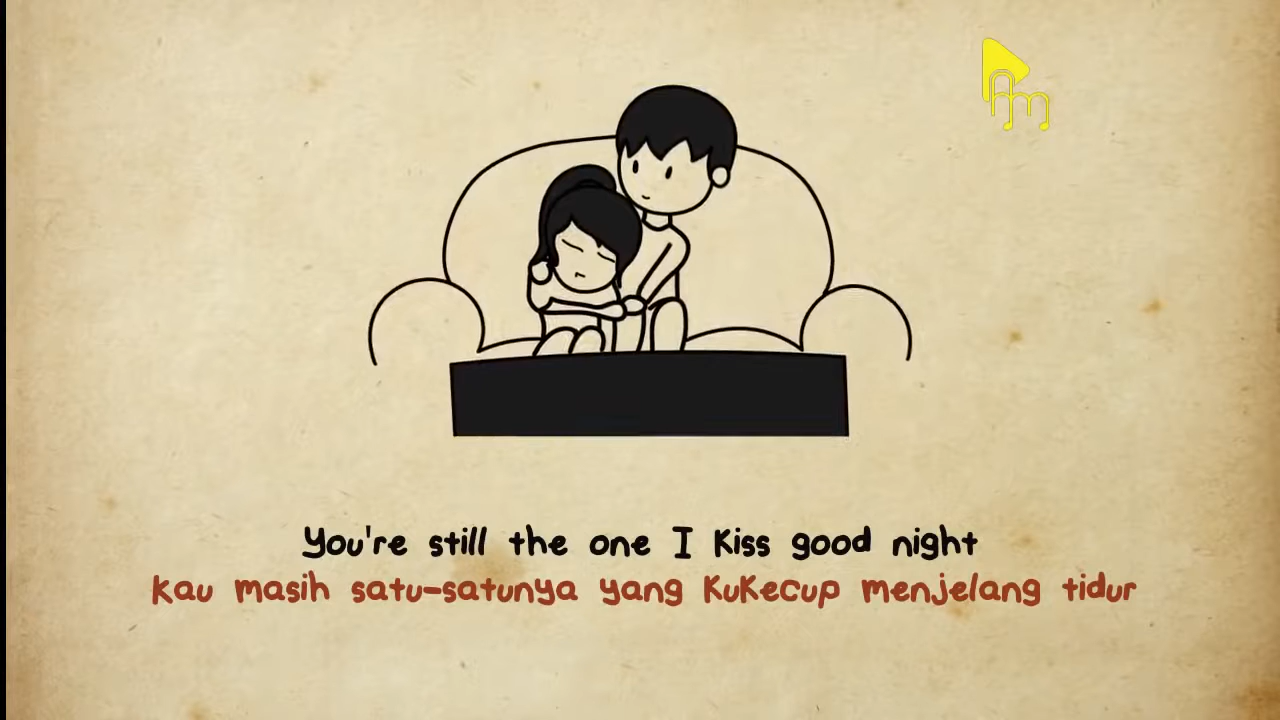 You're still the one I kiss good night
kau masih satu-satunya yang kukecup menjelang tidur